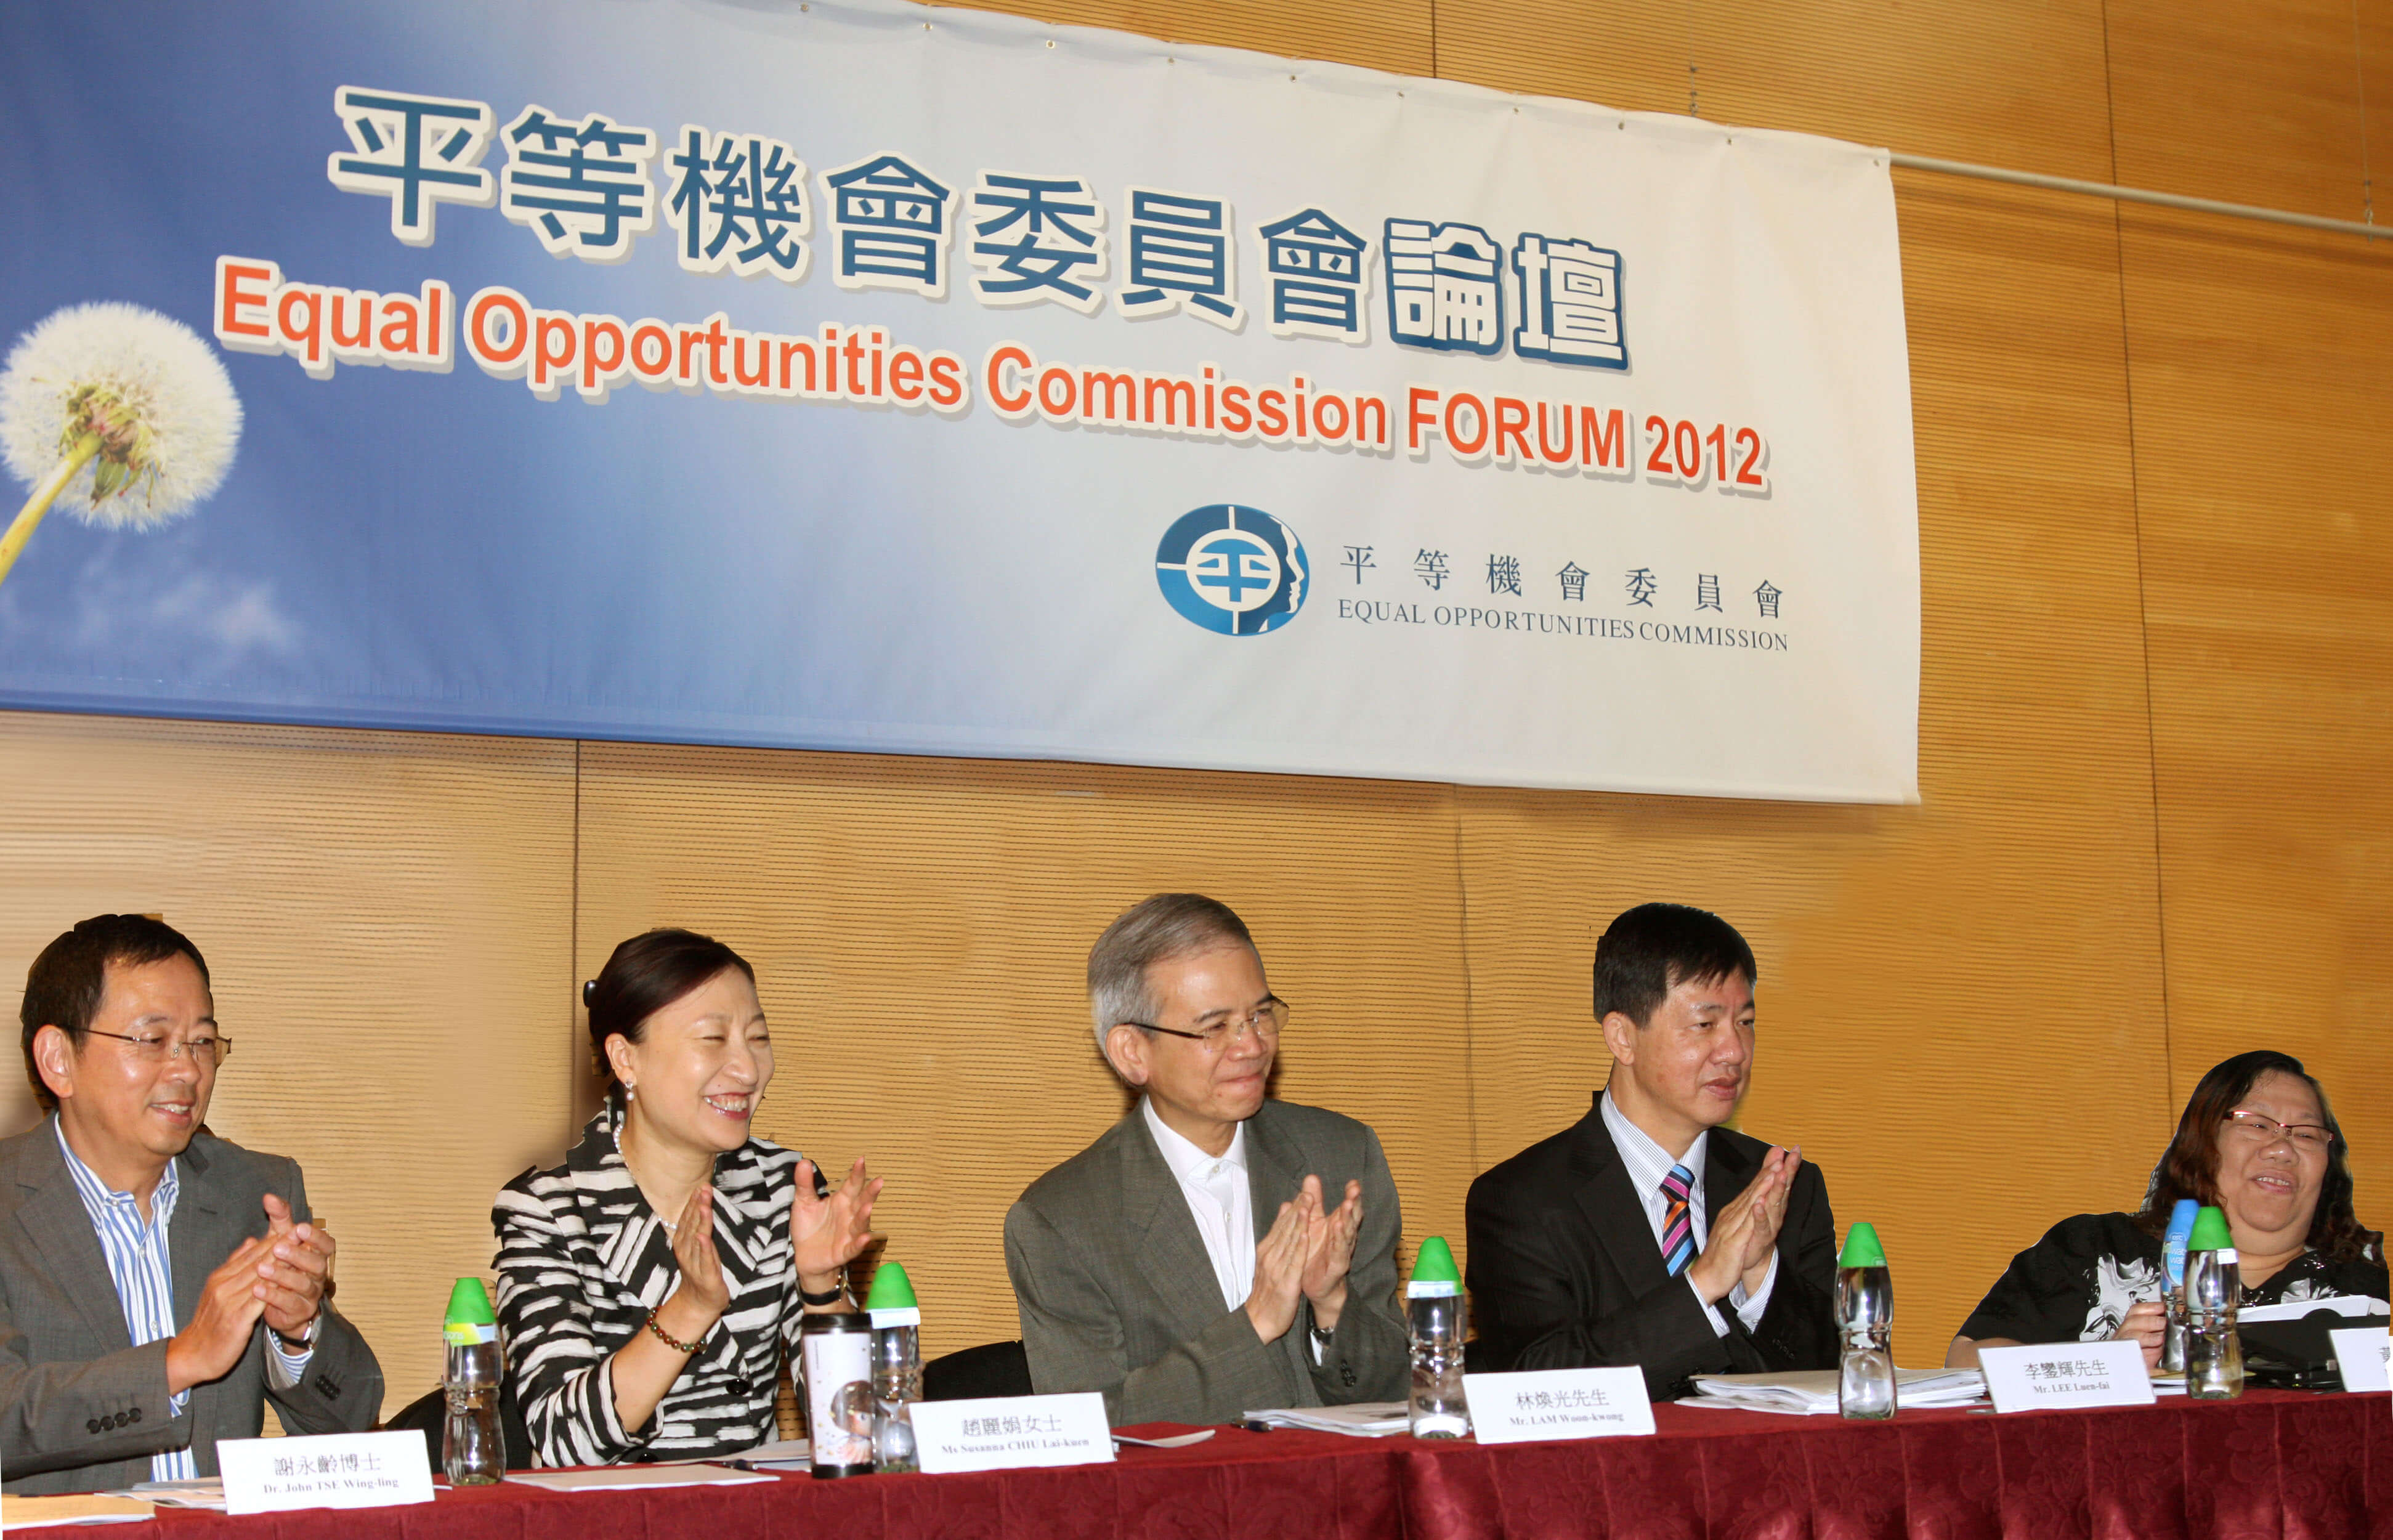 平等機會委員會論壇
Equal Opportunities Commission FORUM 2012
平等機會委員會
EQUAL OPPORTUNITIES COMMISSION
謝永齡博士
Dr. John TSE Wing-ling
趙麗娟女士
Ms Susanna CHIU Lai-kuen
林煥光先生
Mr. LAM Woon-kwong
李鑾輝先生
Mr. LEE Luen-fai
黃